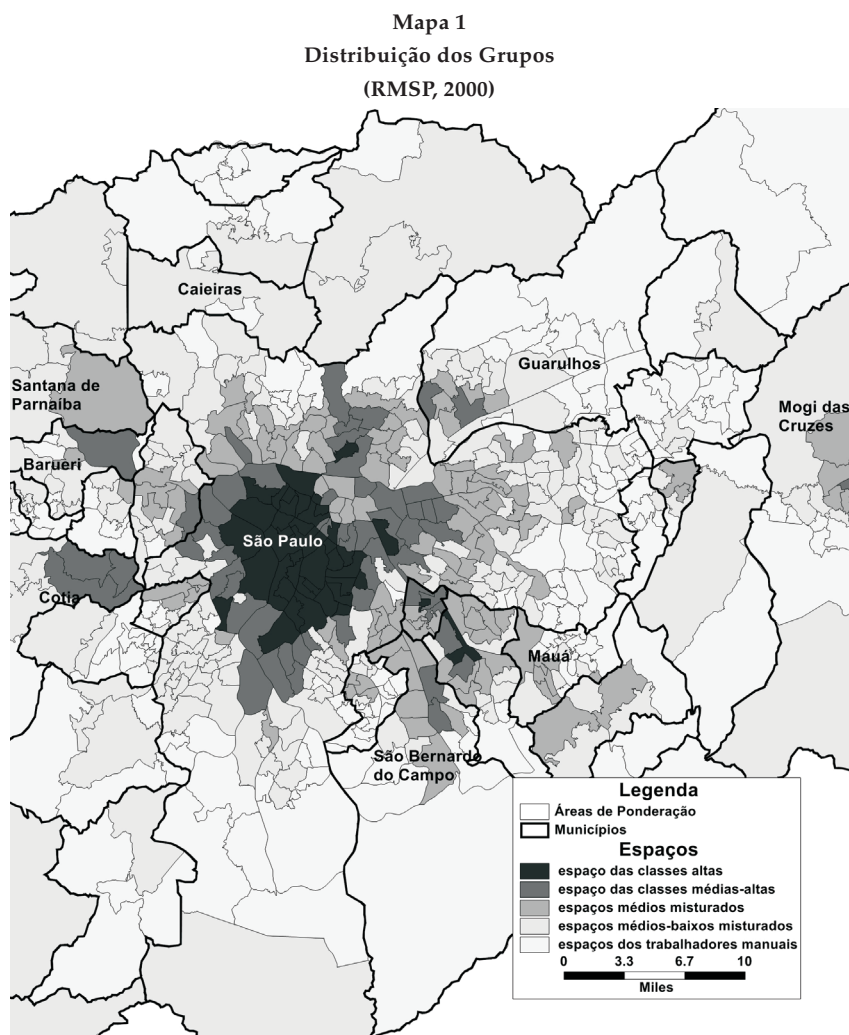 Mapa 1
Distribuição dos Grupos
(RMSP, 2000)
Caieiras
Guarulhos
Santana de
Parnaíba
Mogi das
Cruzes
Barueri
São Paulo
Cotia
Mauá
São Bernardo
do Campo
Legenda
Áreas de Ponderação
Municípios
Espaços
espaço das classes altas
espaço das classes médias-altas
espaços médios misturados
espaços médios-baixos misturados
espaços dos trabalhadores manuais
0 3.3 6.7 10
Miles